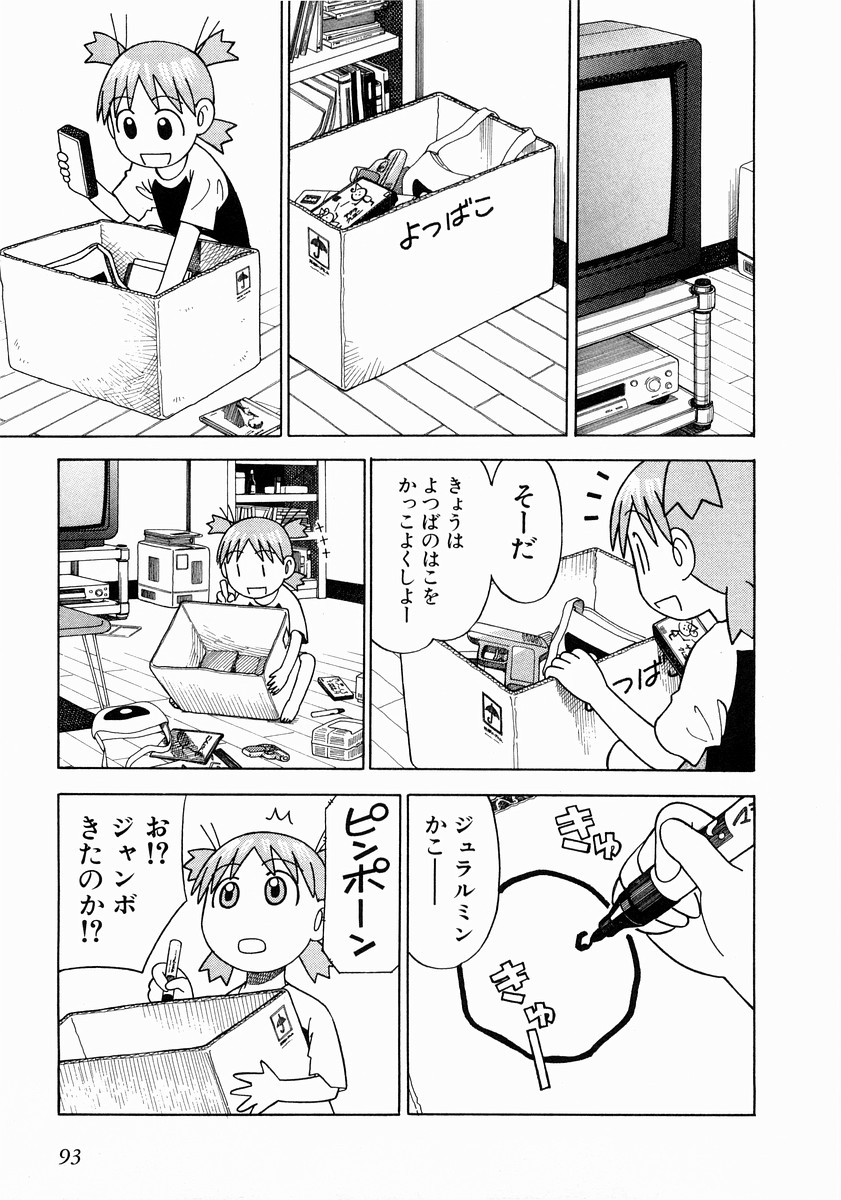 よつばこ
そーだ
きょうは
よつばのはこを
かっこよくしよー
つば
ジュラルミン
かこー
きゅ
きゅー
ピンポーン
お!?
ジャンボ
きたのか!?
93